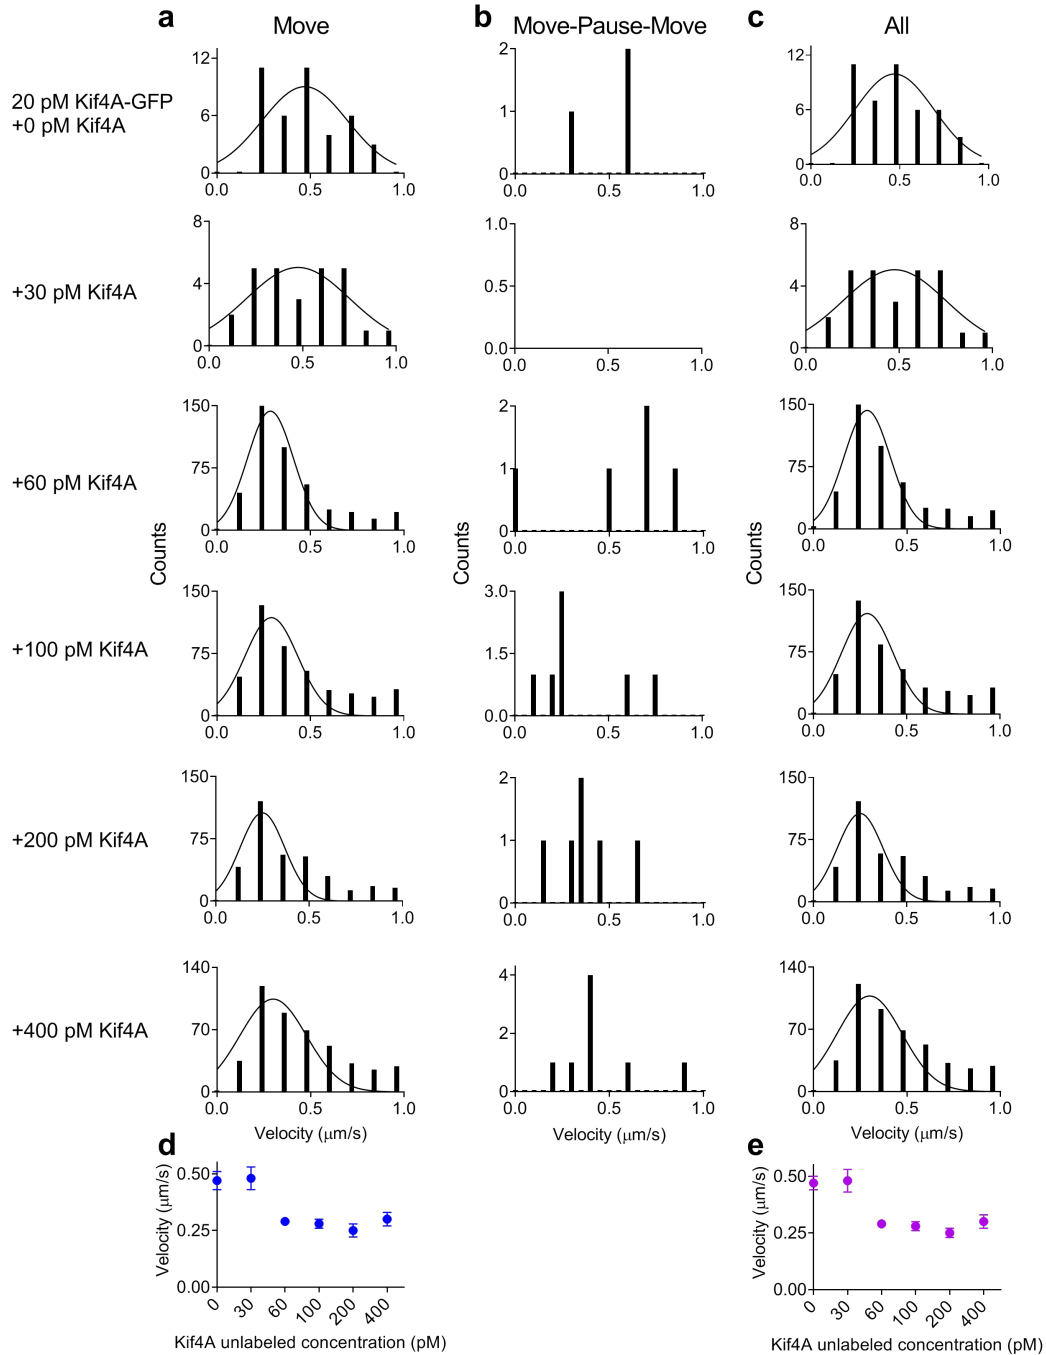 a
b
c
Move
Move-Pause-Move
All
20 pM Kif4A-GFP
+0 pM Kif4A
12
6
0
0.0 0.5 1.0
2
1
0
0.0 0.5 1.0
12
6
0
0.0 0.5 1.0
+30 pM Kif4A
8
4
0
0.0 0.5 1.0
1.0
0.5
0.0
0.0 0.5 1.0
8
4
0
0.0 0.5 1.0
+60 pM Kif4A
150
75
0
0.0 0.5 1.0
2
1
0
0.0 0.5 1.0
150
75
0
0.0 0.5 1.0
Counts
Counts
Counts
+100 pM Kif4A
150
75
0
0.0 0.5 1.0
3.0
1.5
0.0
0.0 0.5 1.0
150
75
0
0.0 0.5 1.0
+200 pM Kif4A
150
75
0
0.0 0.5 1.0
2
1
0
0.0 0.5 1.0
150
75
0
0.0 0.5 1.0
+400 pM Kif4A
140
70
0
0.0 0.5 1.0
4
2
0
0.0 0.5 1.0
140
70
0
0.0 0.5 1.0
Velocity (μm/s)
Velocity (μm/s)
Velocity (μm/s)
d
Velocity (μm/s)
0.50
0.25
0.00
0 30 60 100 200 400
Kif4A unlabeled concentration (pM)
e
Velocity (μm/s)
0.50
0.25
0.00
0 30 60 100 200 400
Kif4A unlabeled concentration (pM)